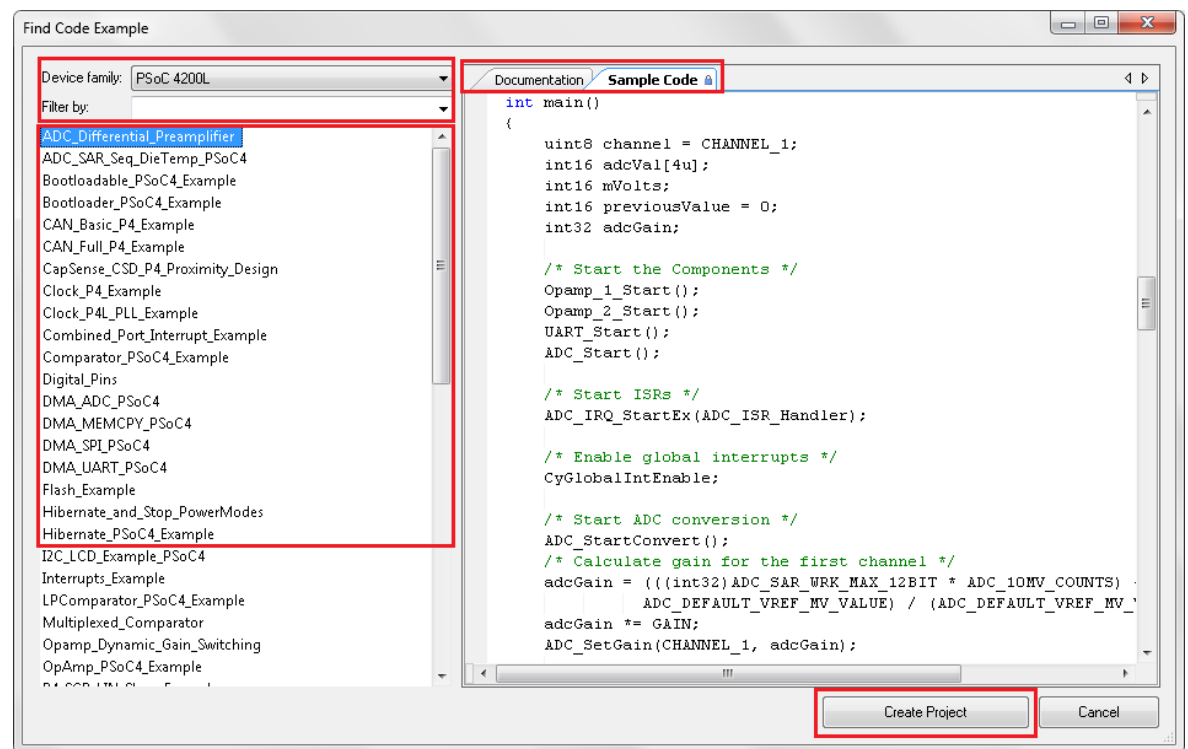 Find Code Example
Device family: PSoC 4200L
Filter by:
ADC_Differential_Preamplifier
ADC_SAR_Seq_DieTemp_PSoC4
Bootloadable_PSoC4_Example
Bootloader_PSoC4_Example
CAN_Basic_P4_Example
CAN_Full_P4_Example
CapSense_CSD_P4_Proximity_Design
Clock_P4_Example
Clock_P4L_PLL_Example
Combined_Port_Interrupt_Example
Comparator_PSoC4_Example
Digital_Pins
DMA_ADC_PSoC4
DMA_MEMCPY_PSoC4
DMA_SPI_PSoC4
DMA_UART_PSoC4
Flash_Example
Hibernate_and_Stop_PowerModes
Hibernate_PSoC4_Example
I2C_LCD_Example_PSoC4
Interrupts_Example
LPComparator_PSoC4_Example
Multiplexed_Comparator
Opamp_Dynamic_Gain_Switching
OpAmp_PSoC4_Example
Documentation Sample Code
int main()
{
uint8 channel = CHANNEL_1;
int16 adcVal[4u];
int16 mVolts;
int16 previousValue = 0;
int32 adcGain;
/* Start the Components */
Opamp_1_Start();
Opamp_2_Start();
UART_Start();
ADC_Start();
/* Start ISRs */
ADC_IRQ_StartEx(ADC_ISR_Handler);
/* Enable global interrupts */
CyGlobalIntEnable;
/* Start ADC conversion */
ADC_StartConvert();
/* Calculate gain for the first channel */
adcGain = (((int32)ADC_SAR_WRK_MAX_12BIT * ADC_10MV_COUNTS)
ADC_DEFAULT_VREF_MV_VALUE) / (ADC_DEFAULT_VREF_MV_
adcGain *= GAIN;
ADC_SetGain(CHANNEL_1, adcGain);
Create Project
Cancel